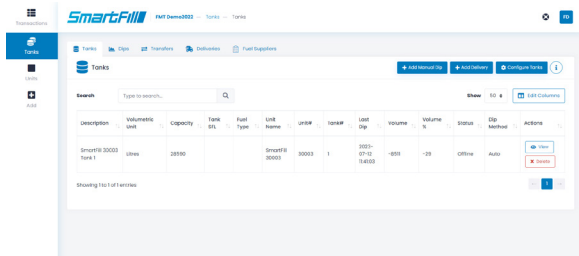 Transactions
Tanks
Units
Add
SmartFill FMT Demo2022 → Tanks → Tanks FD
Tanks Dips Transfers Deliveries Fuel Suppliers
Tanks + Add Manual Dip + Add Delivery Configure Tanks i
Search Type to search... Show 50 Edit Columns
Description Volumetric Unit Capacity Tank SFL Fuel Type Unit Name Unit# Tank# Last Dip Volume Volume % Status Dip Method Actions
SmartFill 30003 Tank 1 Litres 28590 SmartFill 30003 30003 1 2023-07-12 11:41:03 -8511 -29 Offline Auto View
Delete
Showing 1 to 1 of 1 entries 1